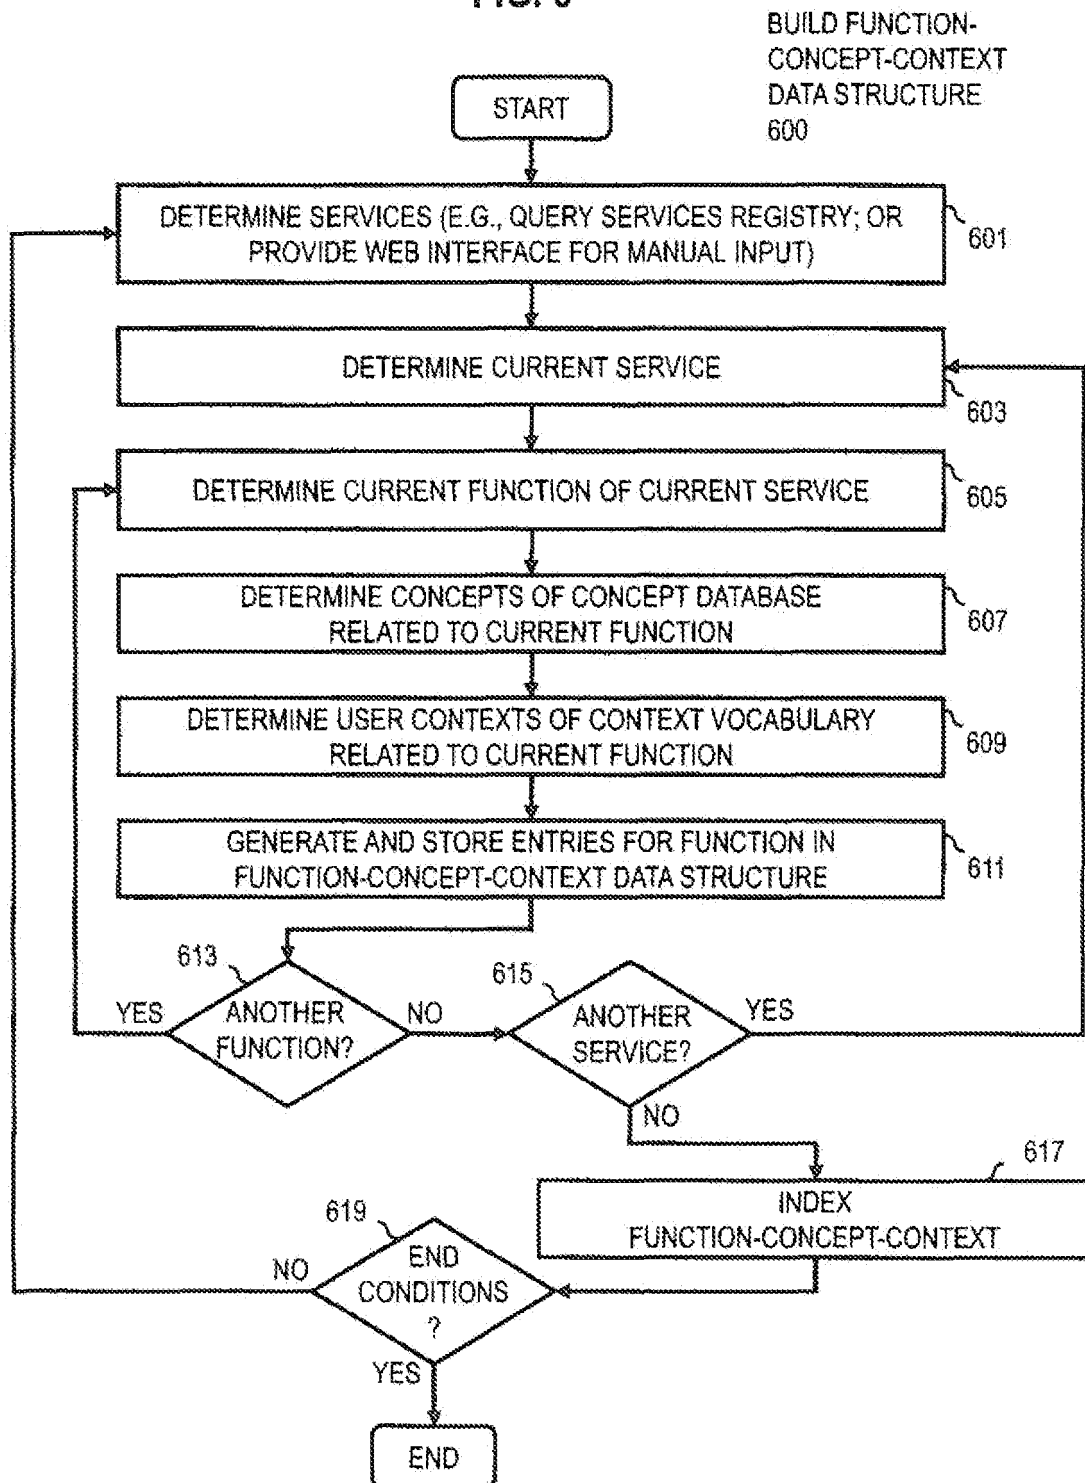 BUILD FUNCTION-
CONCEPT-CONTEXT
DATA STRUCTURE
600
START
DETERMINE SERVICES (E.G., QUERY SERVICES REGISTRY; OR
PROVIDE WEB INTERFACE FOR MANUAL INPUT)
601
DETERMINE CURRENT SERVICE
603
DETERMINE CURRENT FUNCTION OF CURRENT SERVICE
605
DETERMINE CONCEPTS OF CONCEPT DATABASE
RELATED TO CURRENT FUNCTION
607
DETERMINE USER CONTEXTS OF CONTEXT VOCABULARY
RELATED TO CURRENT FUNCTION
609
GENERATE AND STORE ENTRIES FOR FUNCTION IN
FUNCTION-CONCEPT-CONTEXT DATA STRUCTURE
611
613
YES
ANOTHER
FUNCTION?
NO
615
ANOTHER
SERVICE?
YES
NO
617
INDEX
FUNCTION-CONCEPT-CONTEXT
619
NO
END
CONDITIONS
?
YES
END